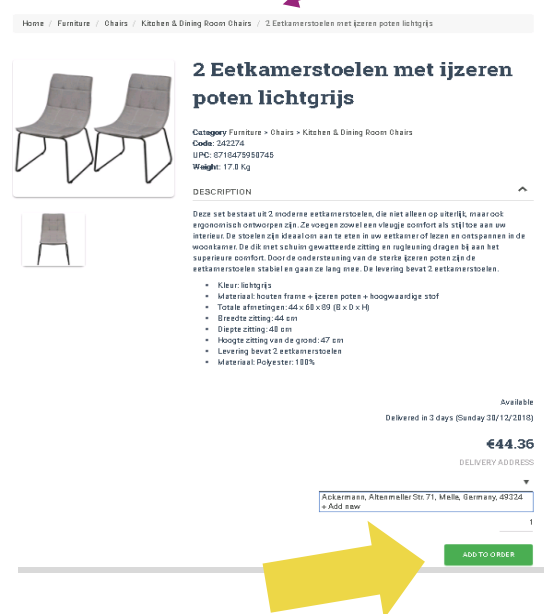 Home / Furniture / Chairs / Kitchen & Dining Room Chairs / 2 Eetkamerstoelen met ijzeren poten lichtgrijs
2 Eetkamerstoelen met ijzeren
poten lichtgrijs
Category Furniture > Chairs > Kitchen & Dining Room Chairs
Code: 242274
UPC: 8718475950745
Weight: 17.0 Kg
DESCRIPTION
Deze set bestaat uit 2 moderne eetkamerstoelen, die niet alleen op uiterlijk, maar ook
ergonomisch ontworpen zijn. Ze voegen zowel een vleugje comfort als stijl toe aan uw
interieur. De stoelen zijn ideaal om aan te eten in uw eetkamer of lezen en ontspannen in de
woonkamer. De dik met schuim gewatteerde zitting en rugleuning dragen bij aan het
superieure comfort. Door de ondersteuning van de sterke ijzeren poten zijn de
eetkamerstoelen stabiel en gaan ze lang mee. De levering bevat 2 eetkamerstoelen.
• Kleur: lichtgrijs
• Materiaal: houten frame + ijzeren poten + hoogwaardige stof
• Totale afmetingen: 44 x 60 x 89 (B x D x H)
• Breedte zitting: 44 cm
• Diepte zitting: 40 cm
• Hoogte zitting van de grond: 47 cm
• Levering bevat 2 eetkamerstoelen
• Materiaal: Polyester: 100%
Available
Delivered in 3 days (Sunday 30/12/2018)
€44.36
DELIVERY ADDRESS
Ackermann, Altenmeller Str. 71, Melle, Germany, 49324
+ Add new
1
ADD TO ORDER